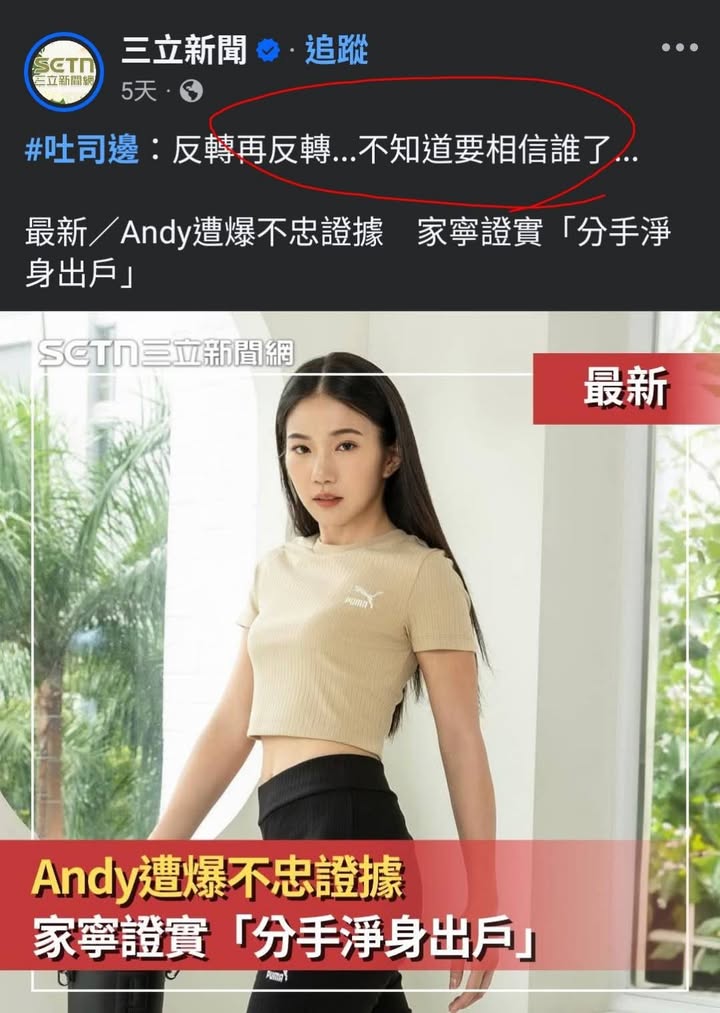 SETN
三立新聞網
三立新聞 · 追蹤
5天 ·
#吐司邊：反轉再反轉...不知道要相信誰了...
最新／Andy遭爆不忠證據　家寧證實「分手淨
身出戶」
SETN三立新聞網
最新
PUMA
Andy遭爆不忠證據
家寧證實「分手淨身出戶」
PUMA